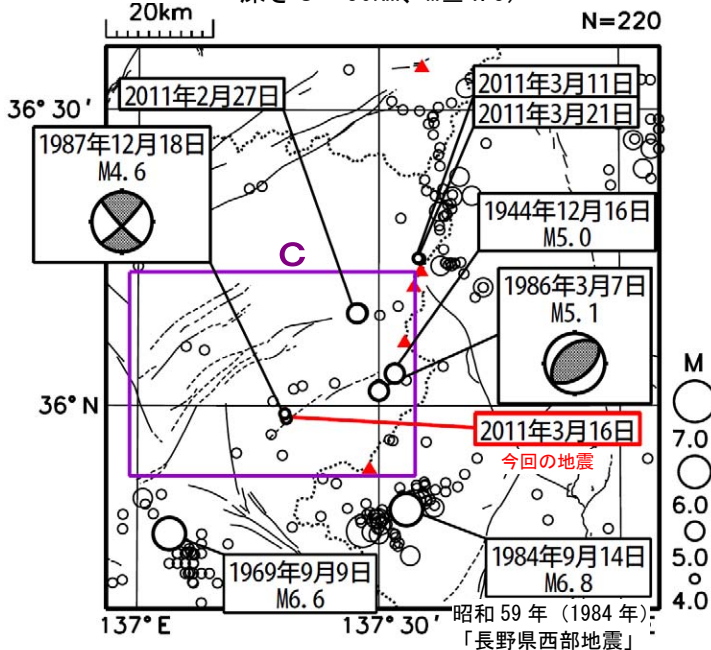 20km
N=220
36° 30′
2011年2月27日
2011年3月11日
2011年3月21日
1987年12月18日
M4.6
1944年12月16日
M5.0
C
1986年3月7日
M5.1
36° N
2011年3月16日
今回の地震
M
7.0
6.0
5.0
4.0
1969年9月9日
M6.6
1984年9月14日
M6.8
昭和 59 年（1984 年）
「長野県西部地震」
137° E
137° 30′
138° E